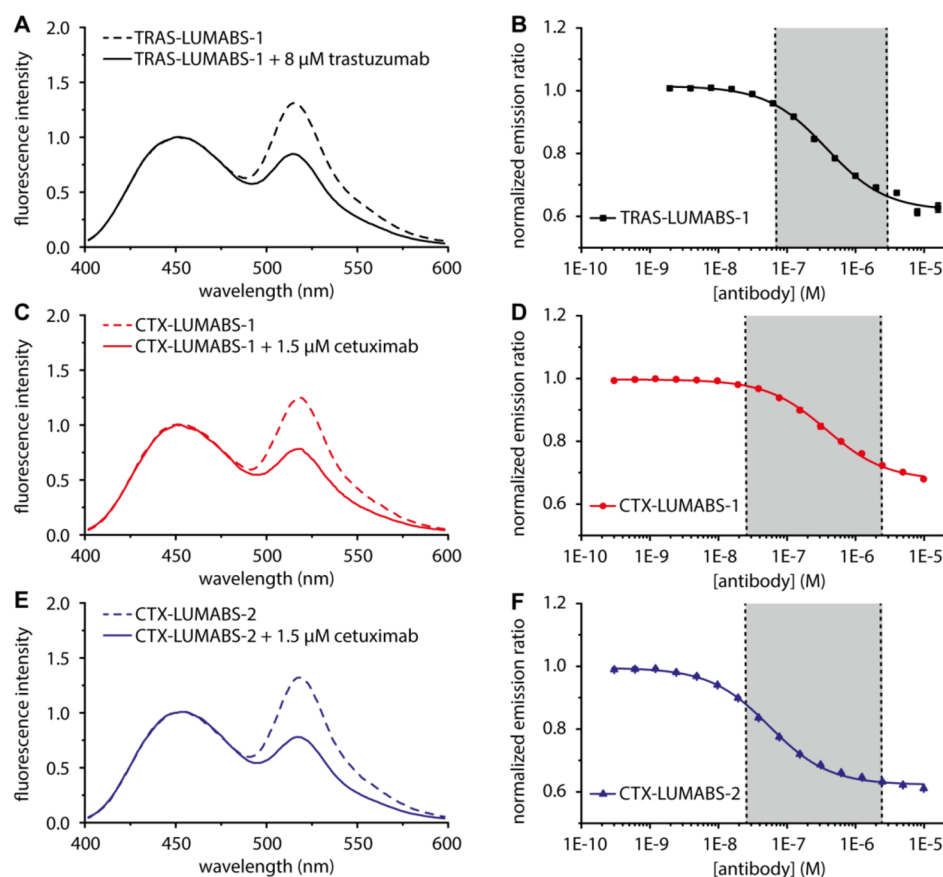 A
2.0
1.5
1.0
0.5
0.0
fluorescence intensity
TRAS-LUMABS-1
TRAS-LUMABS-1 + 8 μM trastuzumab
400
450
500
550
600
wavelength (nm)
B
1.2
1.0
0.8
0.6
normalized emission ratio
TRAS-LUMABS-1
1E-10
1E-9
1E-8
1E-7
1E-6
1E-5
[antibody] (M)
C
2.0
1.5
1.0
0.5
0.0
fluorescence intensity
CTX-LUMABS-1
CTX-LUMABS-1 + 1.5 μM cetuximab
400
450
500
550
600
wavelength (nm)
D
1.2
1.0
0.8
0.6
normalized emission ratio
CTX-LUMABS-1
1E-10
1E-9
1E-8
1E-7
1E-6
1E-5
[antibody] (M)
E
2.0
1.5
1.0
0.5
0.0
fluorescence intensity
CTX-LUMABS-2
CTX-LUMABS-2 + 1.5 μM cetuximab
400
450
500
550
600
wavelength (nm)
F
1.2
1.0
0.8
0.6
normalized emission ratio
CTX-LUMABS-2
1E-10
1E-9
1E-8
1E-7
1E-6
1E-5
[antibody] (M)